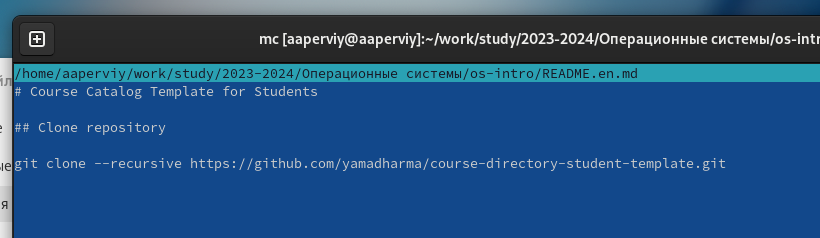 mc [aaperviy@aaperviy]:~/work/study/2023-2024/Операционные системы/os-intr
/home/aaperviy/work/study/2023-2024/Операционные системы/os-intro/README.en.md
# Course Catalog Template for Students
## Clone repository
git clone --recursive https://github.com/yamadharma/course-directory-student-template.git